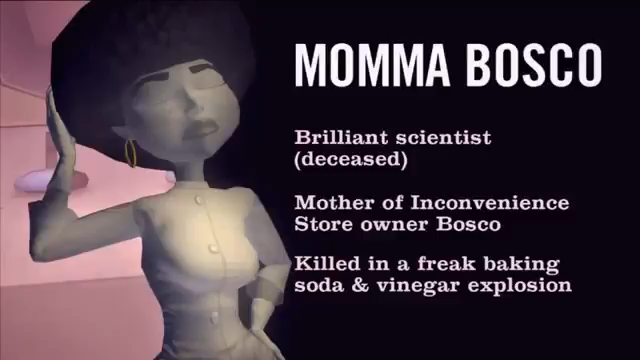 MOMMA BOSCO
Brilliant scientist
(deceased)
Mother of Inconvenience
Store owner Bosco
Killed in a freak baking
soda & vinegar explosion